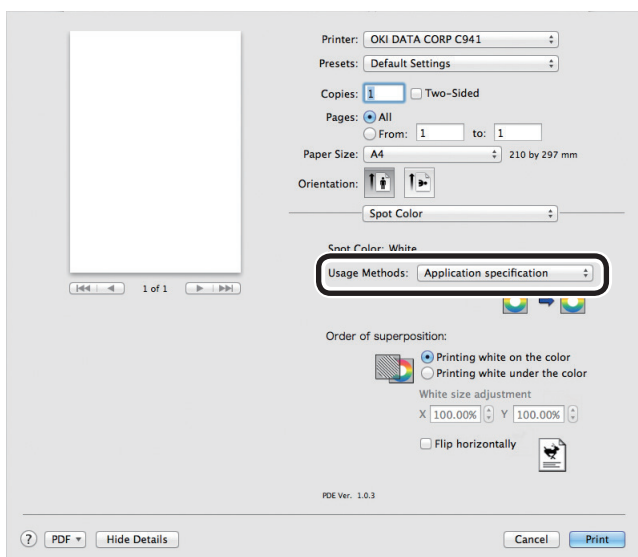 Printer: OKI DATA CORP C941
Presets: Default Settings
Copies: 1 Two-Sided
Pages: All
From: 1 to: 1
Paper Size: A4 210 by 297 mm
Orientation:
Spot Color
Spot Color: White
Usage Methods: Application specification
1 of 1
Order of superposition:
Printing white on the color
Printing white under the color
White size adjustment
X 100.00% Y 100.00%
Flip horizontally
PDE Ver. 1.0.3
? PDF Hide Details Cancel Print